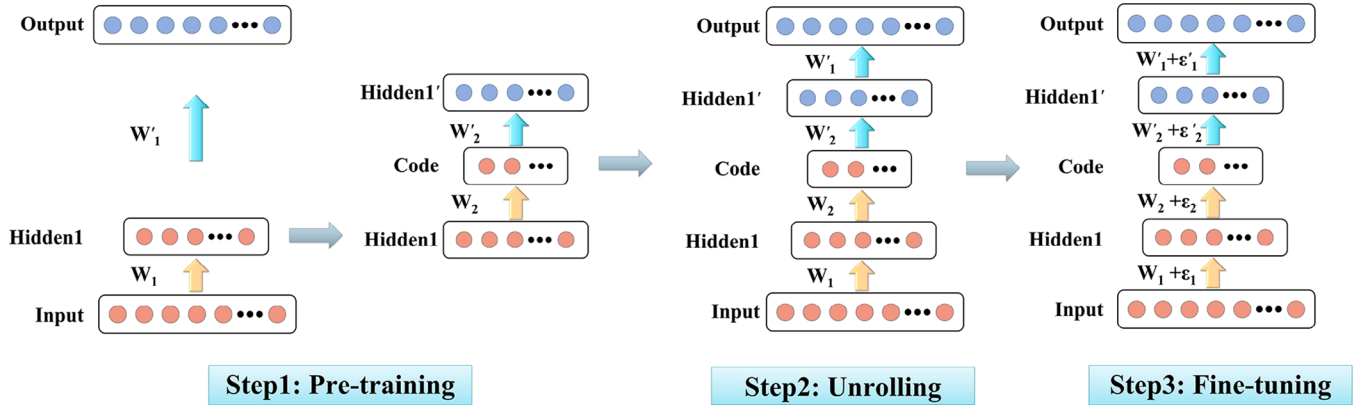 Output
W′1
Hidden1
W1
Input
Hidden1′
W′2
Code
W2
Hidden1
Step1: Pre-training
Output
W′1
Hidden1′
W′2
Code
W2
Hidden1
W1
Input
Step2: Unrolling
Output
W′1+ε′1
Hidden1′
W′2 +ε′2
Code
W2 +ε2
Hidden1
W1 +ε1
Input
Step3: Fine-tuning